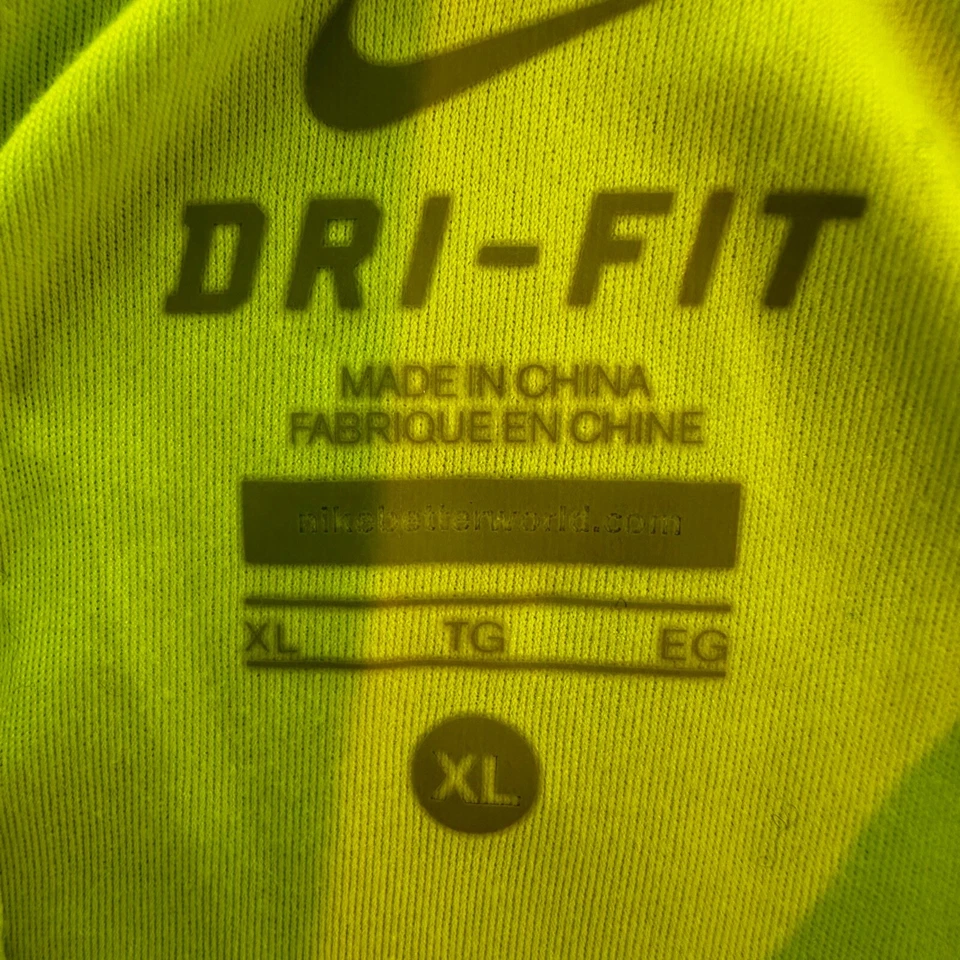 DRI-FIT
MADE IN CHINA
FABRIQUE EN CHINE
nikebetterworld.com
XL TG EG
XL